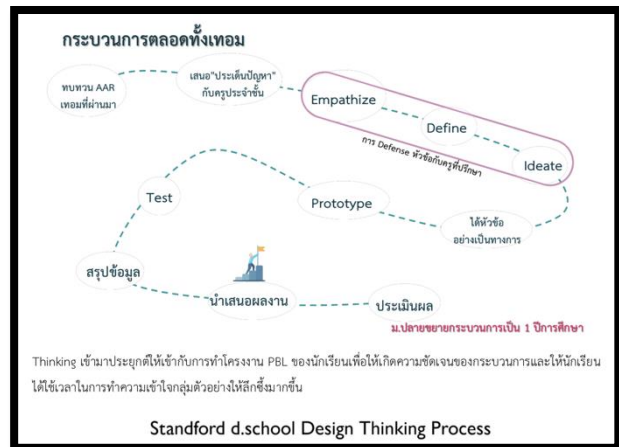 กระบวนการตลอดทั้งเทอม
ทบทวน AAR
เทอมที่ผ่านมา
เสนอ"ประเด็นปัญหา"
กับครูประจำชั้น
Empathize
Define
Ideate
การ Defense หัวข้อกับครูที่ปรึกษา
ได้หัวข้อ
อย่างเป็นทางการ
Prototype
Test
สรุปข้อมูล
นำเสนอผลงาน
ประเมินผล
ม.ปลายขยายกระบวนการเป็น 1 ปีการศึกษา
Thinking เข้ามาประยุกต์ให้เข้ากับการทำโครงงาน PBL ของนักเรียนเพื่อให้เกิดความชัดเจนของกระบวนการและให้นักเรียน
ได้ใช้เวลาในการทำความเข้าใจกลุ่มตัวอย่างให้ลึกซึ้งมากขึ้น
Standford d.school Design Thinking Process